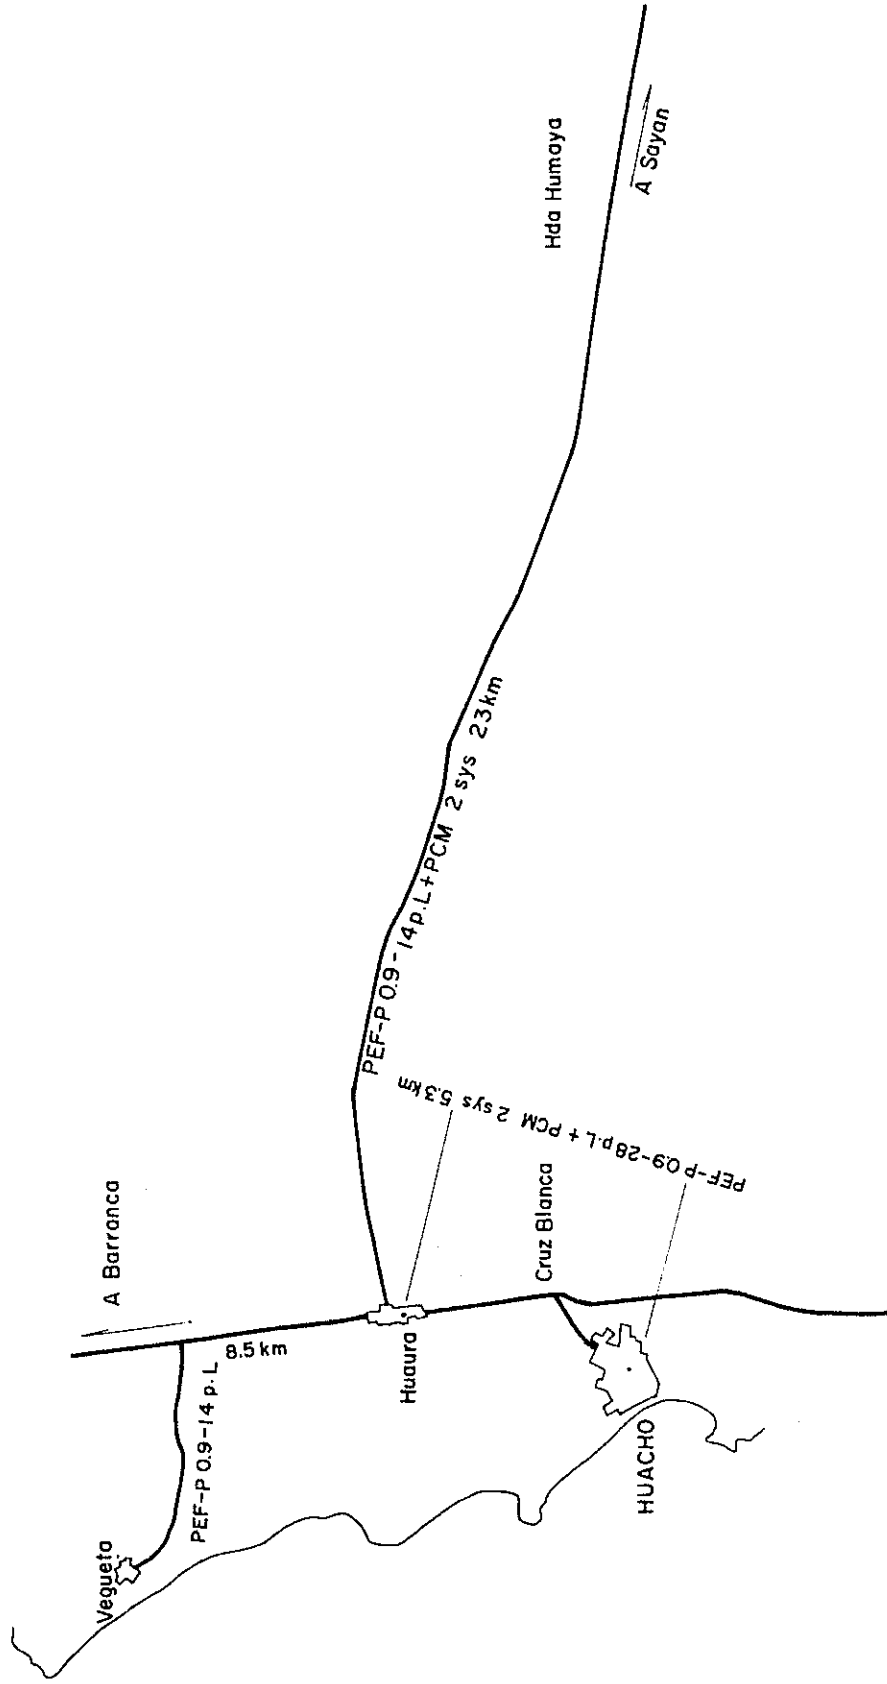 Vegueta
A Barranca
PEF-P 0.9-14 p.L
8.5 km
Huaura
PEF-P 0.9-14 p.L+PCM 2 sys 23 km
PEF-P 0.9-28 p.L + PCM 2 sys 5.3 km
Cruz Blanca
HUACHO
Hda Humaya
A Sayan